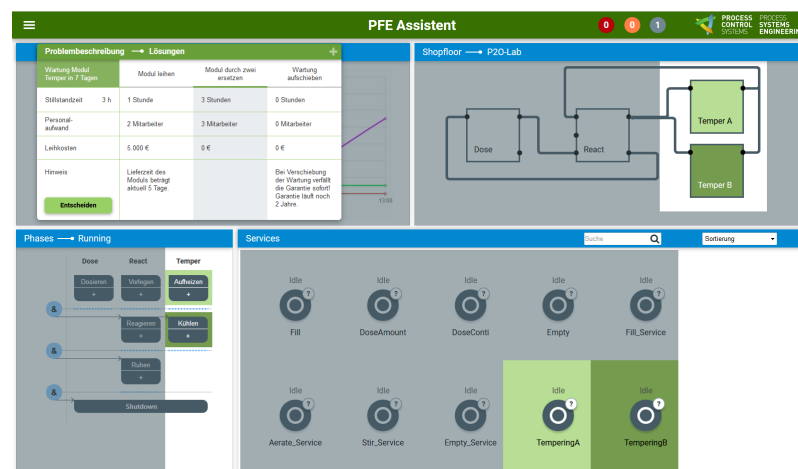 PFE Assistent
0
0
1
PROCESS PROCESS
CONTROL SYSTEMS
SYSTEMS ENGINEERIN
Problembeschreibung Lösungen
+
Wartung Modul
Temper in 7 Tagen
Modul leihen
Modul durch zwei
ersetzen
Wartung
aufschieben
Stillstandzeit 3 h
1 Stunde
3 Stunden
0 Stunden
Personal-
aufwand
2 Mitarbeiter
3 Mitarbeiter
0 Mitarbeiter
Leihkosten
5.000 €
0 €
0 €
Hinweis
Lieferzeit des
Moduls beträgt
aktuell 5 Tage.
Bei Verschiebung
der Wartung verfällt
die Garantie sofort!
Garantie läuft noch
2 Jahre.
Entscheiden
13:00
Shopfloor P2O-Lab
Dose
React
Temper A
Temper B
Phases Running
Dose React Temper
Dosieren
+
Vorlegen
+
Aufheizen
+
&
Reagieren
+
Kühlen
+
&
Ruhen
+
&
Shutdown
Services
Suche
Sortierung
Idle
?
Fill
Idle
?
DoseAmount
Idle
?
DoseConti
Idle
?
Empty
Idle
?
Fill_Service
Idle
?
Aerate_Service
Idle
?
Stir_Service
Idle
?
Empty_Service
Idle
?
TemperingA
Idle
?
TemperingB